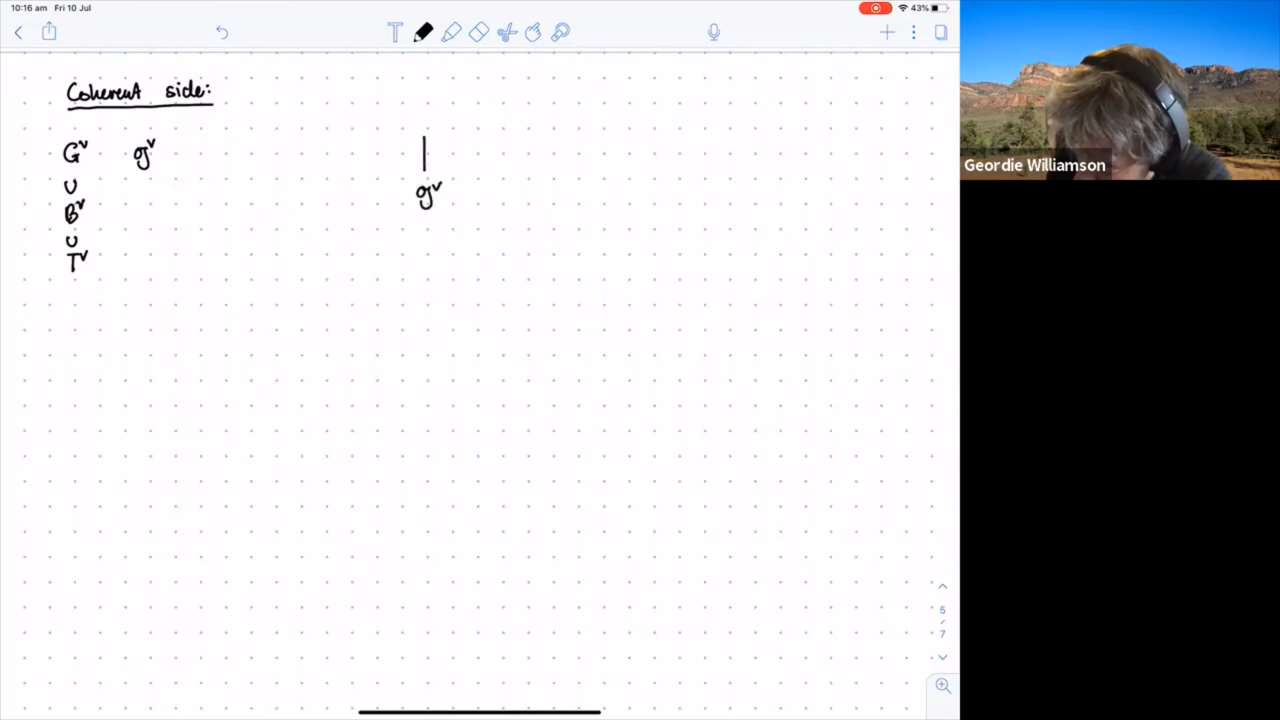 10:16 am Fri 10 Jul
43%
T
Coherent side:
G^∨ g^∨
∪
B^∨
∪
T^∨
|
g^∨
5
/
7
Geordie Williamson